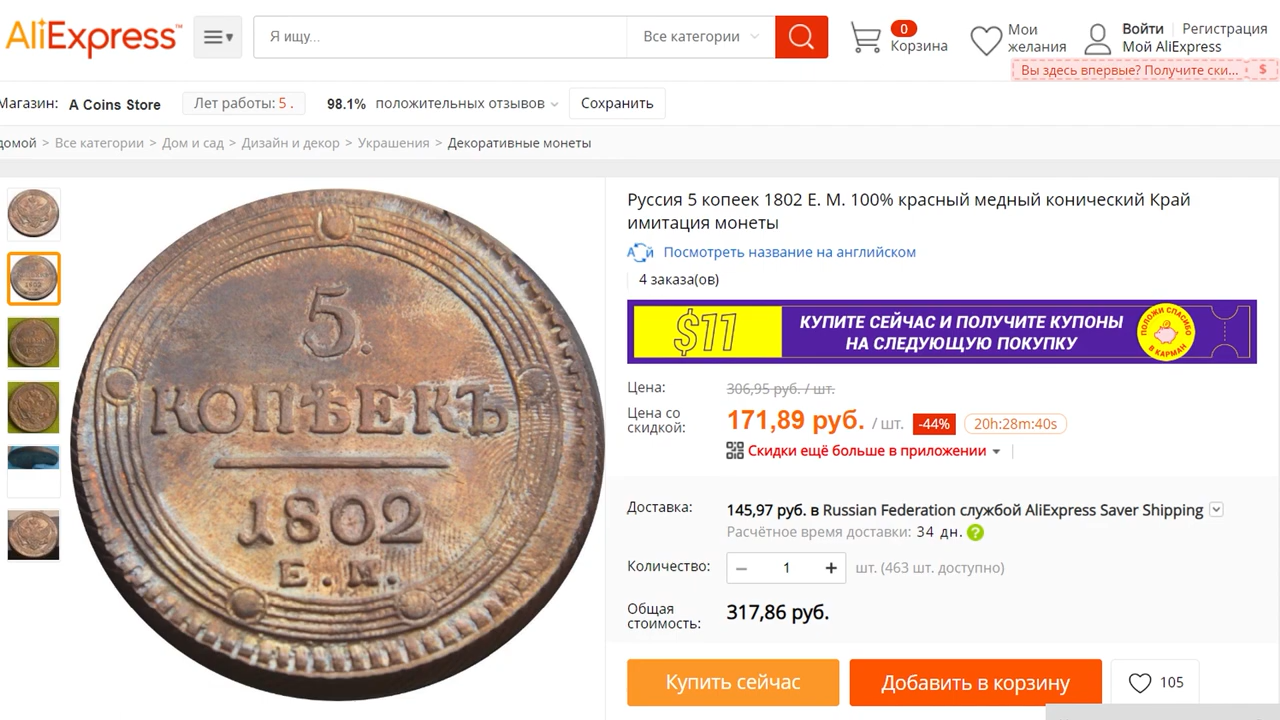 AliExpress™
Я ищу...
Все категории
0
Корзина
Мои желания
Войти
Регистрация
Мой AliExpress
Вы здесь впервые? Получите ски...
$
Магазин: A Coins Store
Лет работы: 5 .
98.1% положительных отзывов
Сохранить
домой > Все категории > Дом и сад > Дизайн и декор > Украшения > Декоративные монеты
5.
КОПѢЕКЪ
1802
Е.М.
Руссия 5 копеек 1802 E. M. 100% красный медный конический Край
имитация монеты
Посмотреть название на английском
4 заказа(ов)
$11
КУПИТЕ СЕЙЧАС И ПОЛУЧИТЕ КУПОНЫ
НА СЛЕДУЮЩУЮ ПОКУПКУ
ПОЛОЖИ СПАСИБО
В КАРМАН
Цена: 306,95 руб. / шт.
Цена со
скидкой:
171,89 руб. / шт. -44% 20h:28m:40s
Скидки ещё больше в приложении
Доставка: 145,97 руб. в Russian Federation службой AliExpress Saver Shipping
Расчётное время доставки: 34 дн. ?
Количество: − 1 + шт. (463 шт. доступно)
Общая
стоимость:
317,86 руб.
Купить сейчас
Добавить в корзину
105